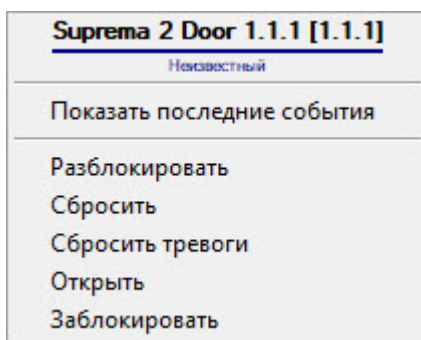 Suprema 2 Door 1.1.1 [1.1.1]
Неизвестный
Показать последние события
Разблокировать
Сбросить
Сбросить тревоги
Открыть
Заблокировать